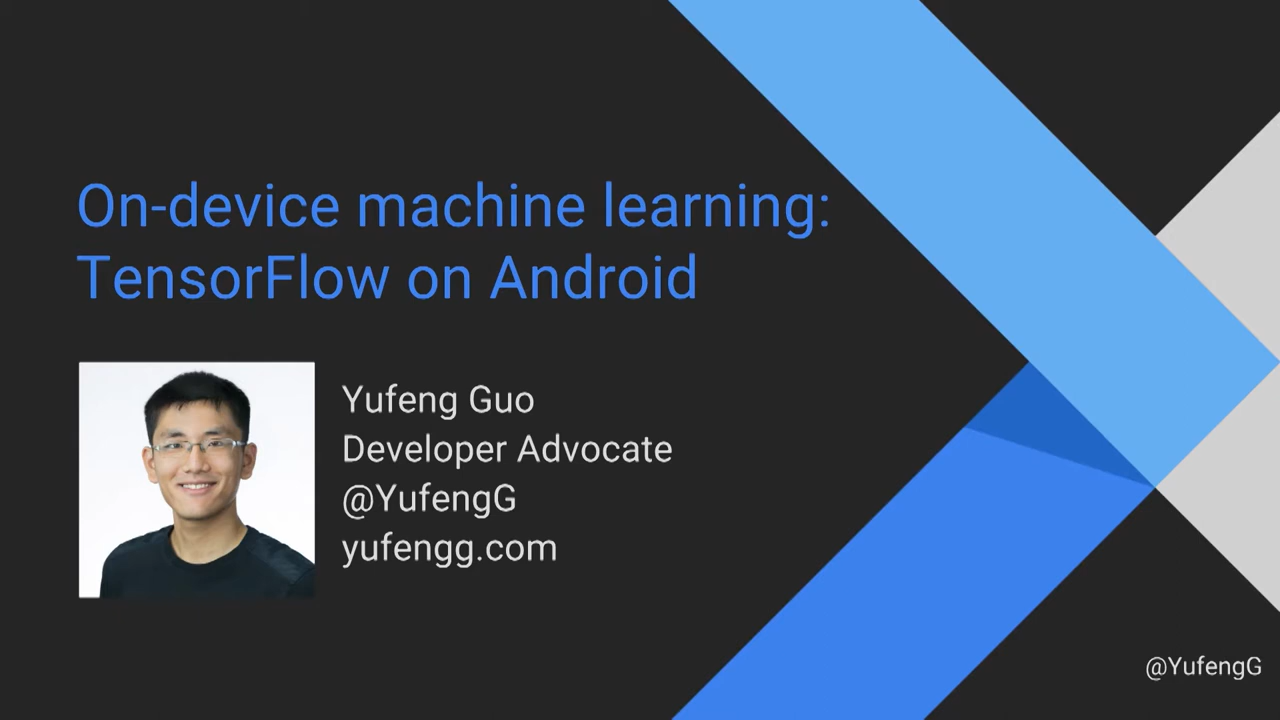 On-device machine learning:
TensorFlow on Android
Yufeng Guo
Developer Advocate
@YufengG
yufengg.com
@YufengG